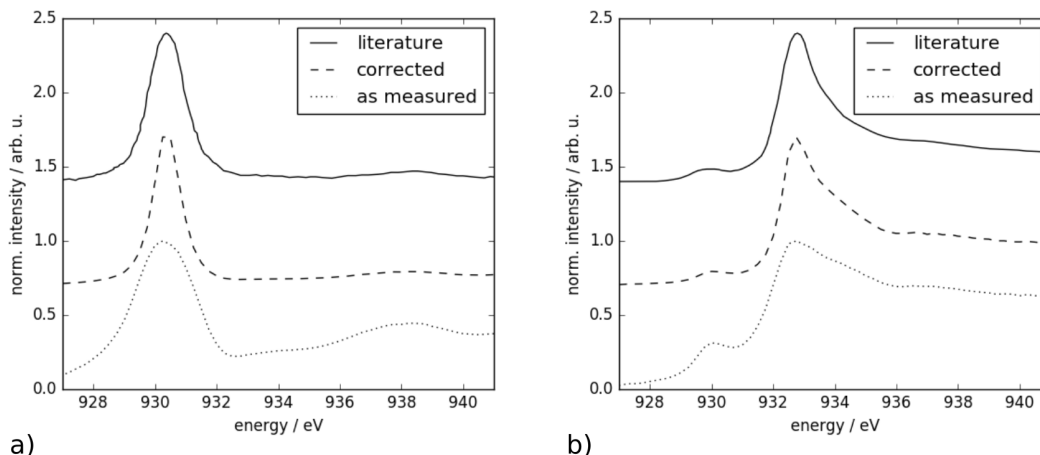 2.5
2.0
1.5
1.0
0.5
0.0
norm. intensity / arb. u.
literature
corrected
as measured
928 930 932 934 936 938 940
energy / eV
a)
2.5
2.0
1.5
1.0
0.5
0.0
norm. intensity / arb. u.
literature
corrected
as measured
928 930 932 934 936 938 940
energy / eV
b)